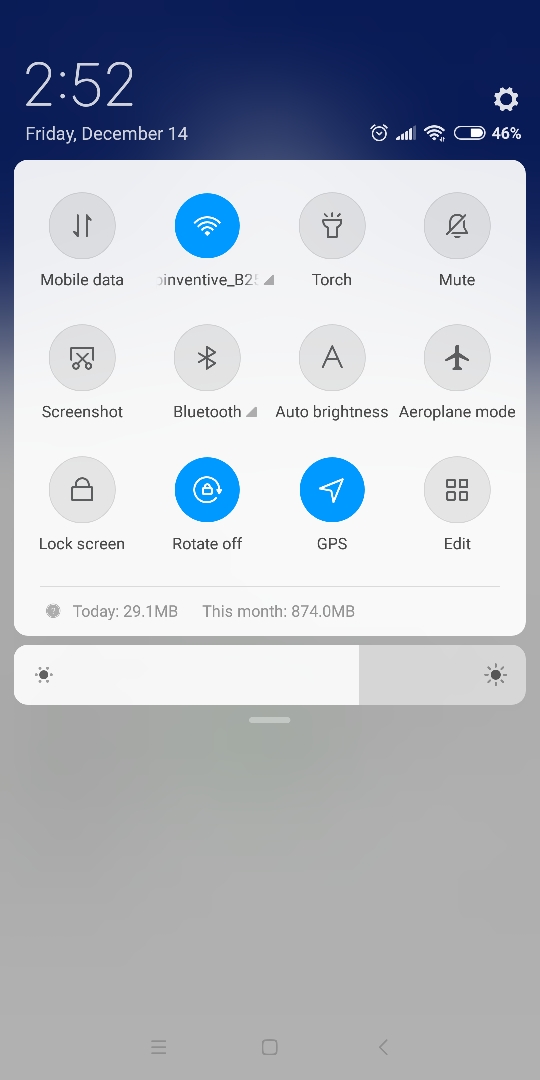 2:52
Friday, December 14
46%
Mobile data
inventive_B2
Torch
Mute
Screenshot
Bluetooth
Auto brightness
Aeroplane mode
Lock screen
Rotate off
GPS
Edit
Today: 29.1MB This month: 874.0MB